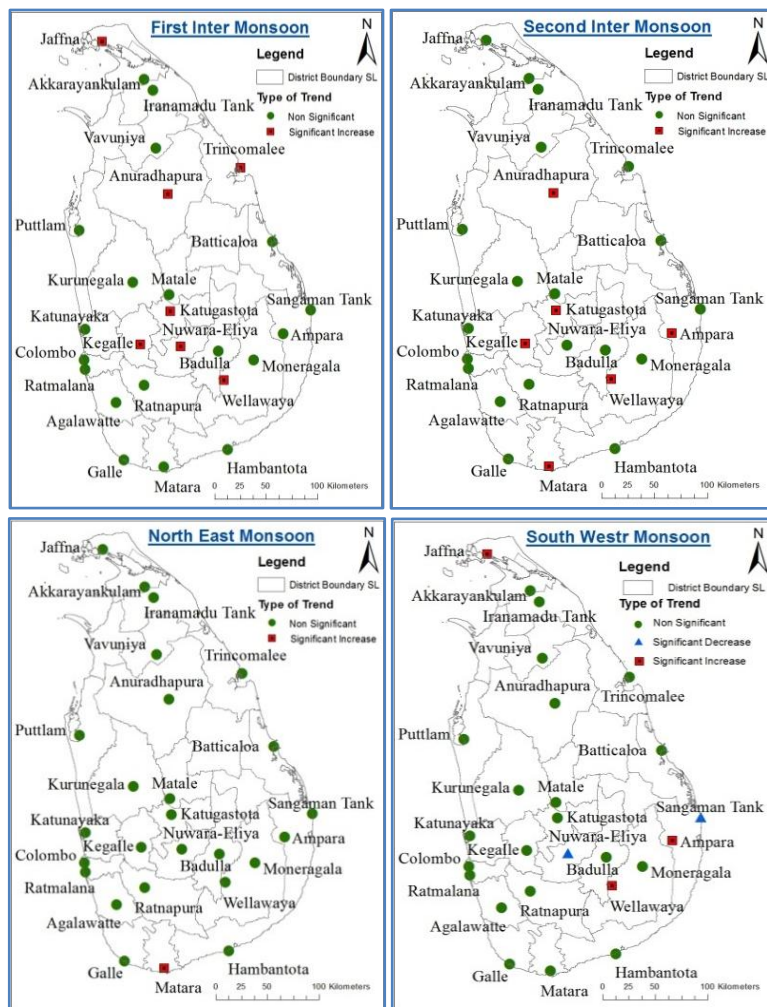 First Inter Monsoon
N
Jaffna
Legend
District Boundary SL
Akkarayankulam
Iranamadu Tank
Type of Trend
Non Significant
Significant Increase
Vavuniya
Trincomalee
Anuradhapura
Puttlam
Batticaloa
Kurunegala
Matale
Sangaman Tank
Katugastota
Katunayaka
Nuwara-Eliya
Ampara
Kegalle
Colombo
Badulla
Moneragala
Ratmalana
Wellawaya
Ratnapura
Agalawatte
Galle
Hambantota
Matara
0 25 50 100 Kilometers
Second Inter Monsoon
N
Jaffna
Legend
District Boundary SL
Akkarayankulam
Iranamadu Tank
Type of Trend
Non Significant
Significant Increase
Vavuniya
Trincomalee
Anuradhapura
Puttlam
Batticaloa
Kurunegala
Matale
Sangaman Tank
Katugastota
Katunayaka
Nuwara-Eliya
Ampara
Kegalle
Colombo
Badulla
Moneragala
Ratmalana
Wellawaya
Ratnapura
Agalawatte
Galle
Hambantota
Matara
0 25 50 100 Kilometers
North East Monsoon
N
Jaffna
Legend
District Boundary SL
Akkarayankulam
Iranamadu Tank
Type of Trend
Non Significant
Significant Increase
Vavuniya
Trincomalee
Anuradhapura
Puttlam
Batticaloa
Kurunegala
Matale
Sangaman Tank
Katugastota
Katunayaka
Nuwara-Eliya
Ampara
Kegalle
Colombo
Badulla
Moneragala
Ratmalana
Wellawaya
Ratnapura
Agalawatte
Galle
Hambantota
Matara
0 25 50 100 Kilometers
South Westr Monsoon
N
Jaffna
Legend
District Boundary SL
Akkarayankulam
Iranamadu Tank
Type of Trend
Non Significant
Significant Decrease
Significant Increase
Vavuniya
Trincomalee
Anuradhapura
Puttlam
Batticaloa
Kurunegala
Matale
Sangaman Tank
Katugastota
Katunayaka
Nuwara-Eliya
Ampara
Kegalle
Colombo
Badulla
Moneragala
Ratmalana
Wellawaya
Ratnapura
Agalawatte
Galle
Hambantota
Matara
0 25 50 100 Kilometers